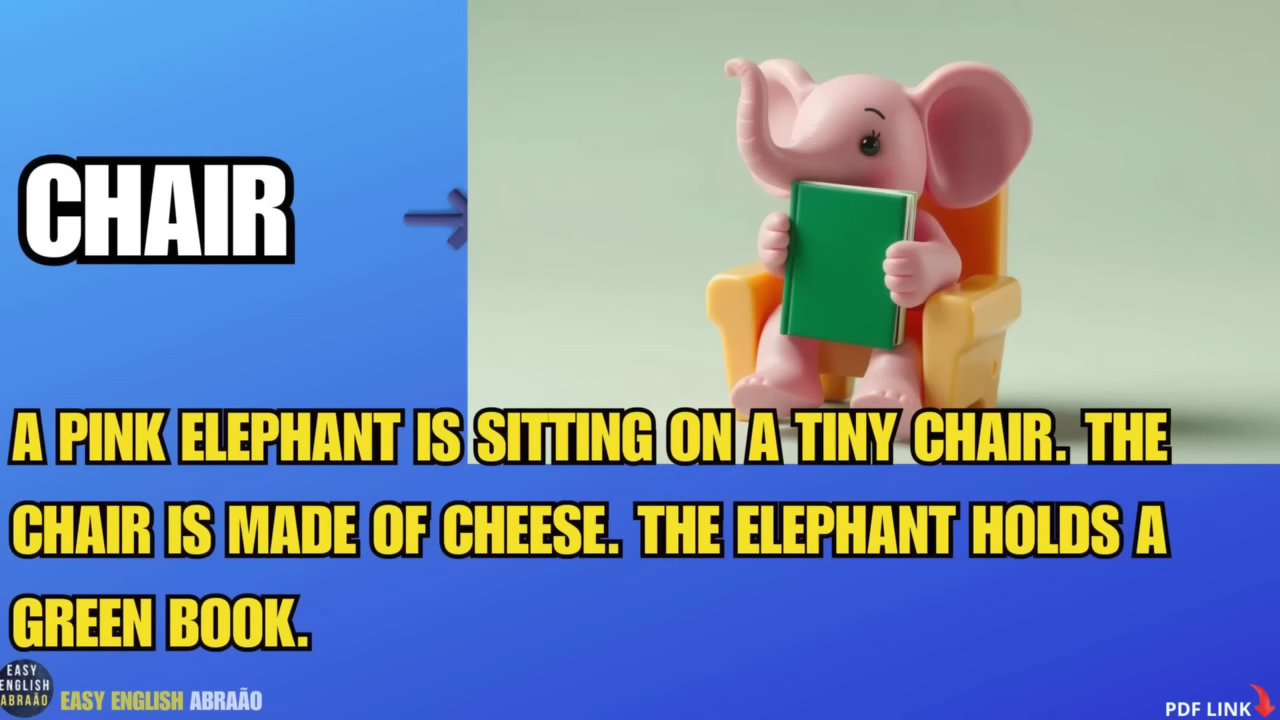 CHAIR
A PINK ELEPHANT IS SITTING ON A TINY CHAIR. THE
CHAIR IS MADE OF CHEESE. THE ELEPHANT HOLDS A
GREEN BOOK.
EASY
ENGLISH
ABRAÃO
EASY ENGLISH ABRAÃO
PDF LINK